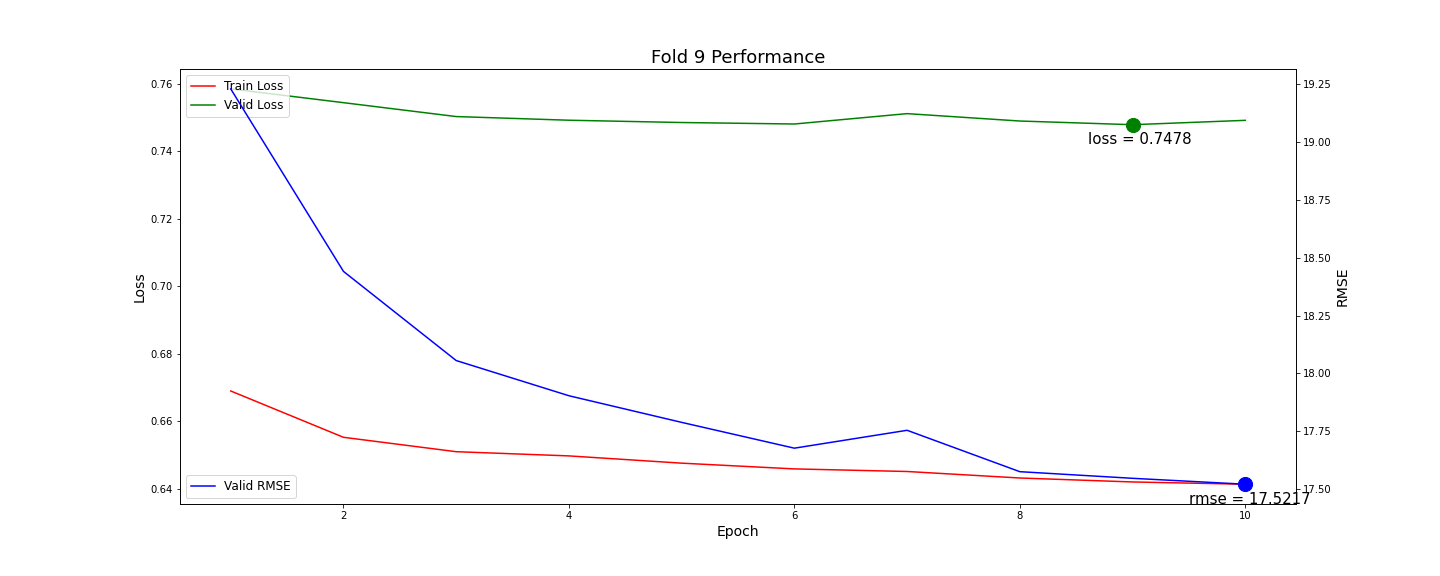 Fold 9 Performance
Train Loss
Valid Loss
Valid RMSE
loss = 0.7478
rmse = 17.5217
0.76
0.74
0.72
0.70
0.68
0.66
0.64
Loss
19.25
19.00
18.75
18.50
18.25
18.00
17.75
17.50
RMSE
2
4
6
8
10
Epoch